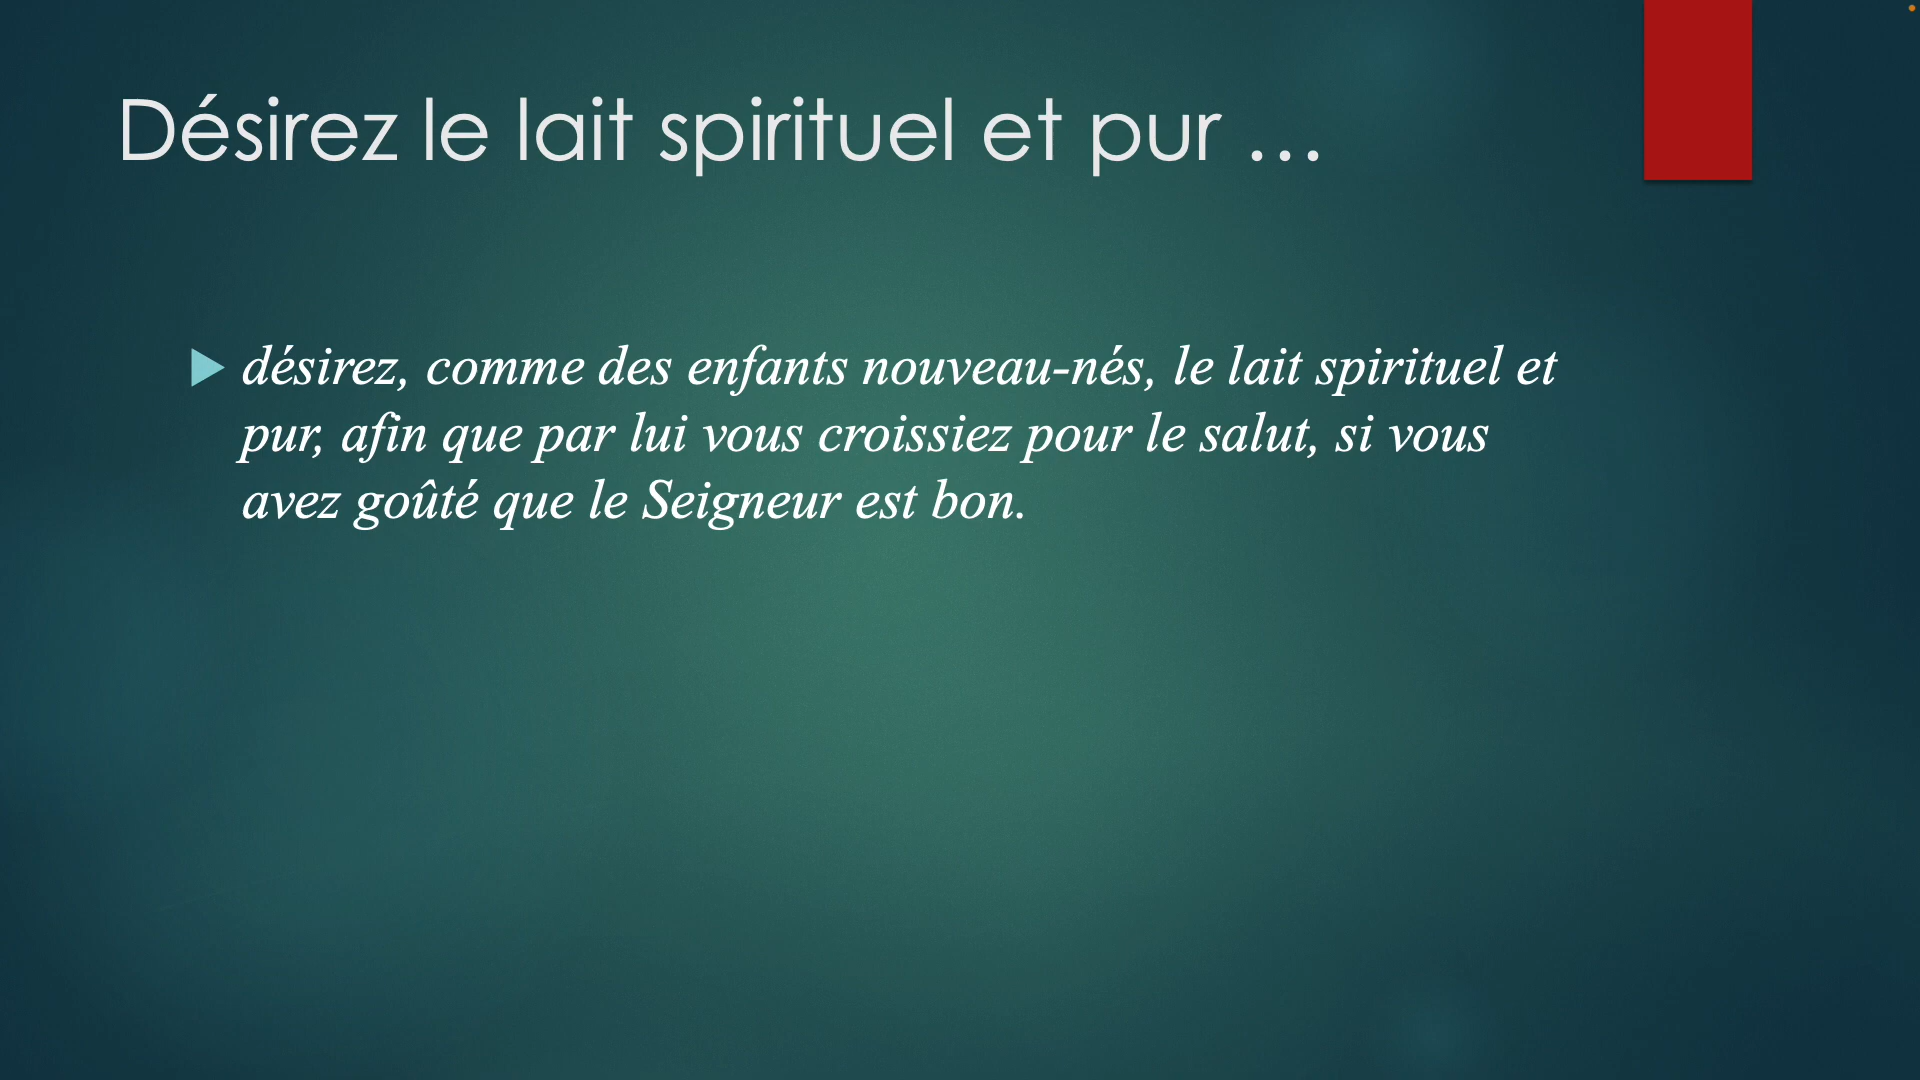 Désirez le lait spirituel et pur …
désirez, comme des enfants nouveau-nés, le lait spirituel et
pur, afin que par lui vous croissiez pour le salut, si vous
avez goûté que le Seigneur est bon.